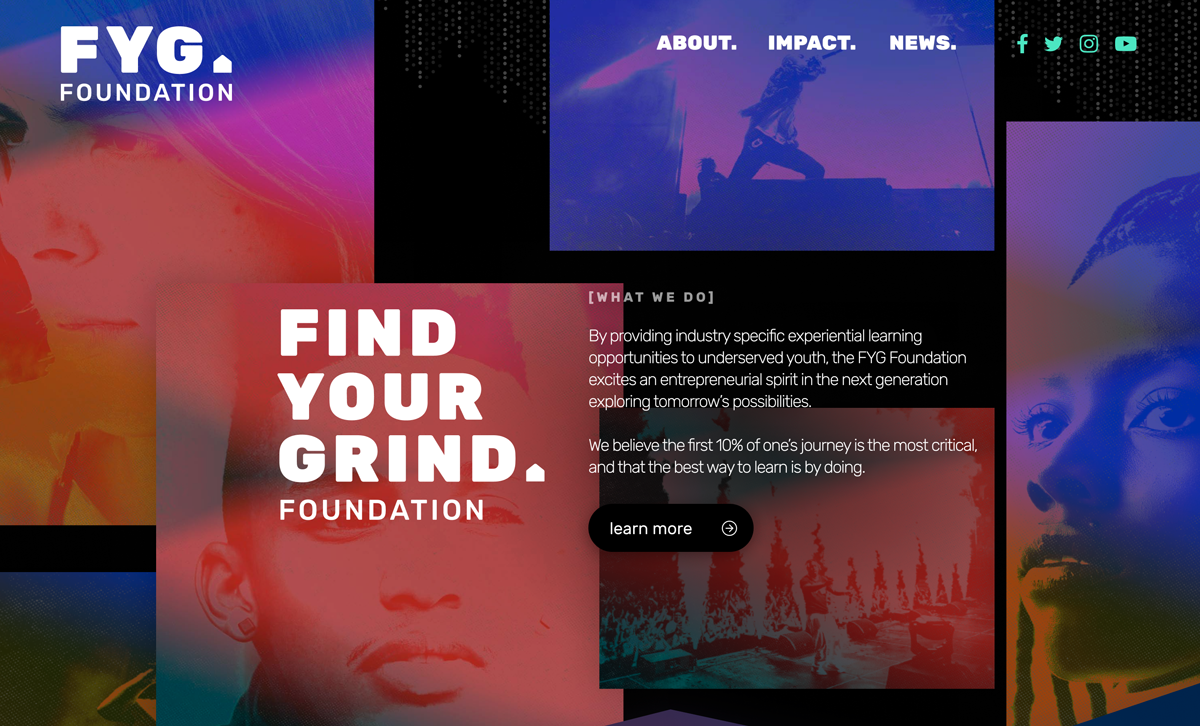 FYG.
FOUNDATION
ABOUT. IMPACT. NEWS.
FIND
YOUR
GRIND.
FOUNDATION
[WHAT WE DO]
By providing industry specific experiential learning
opportunities to underserved youth, the FYG Foundation
excites an entrepreneurial spirit in the next generation
exploring tomorrow’s possibilities.
We believe the first 10% of one’s journey is the most critical,
and that the best way to learn is by doing.
learn more